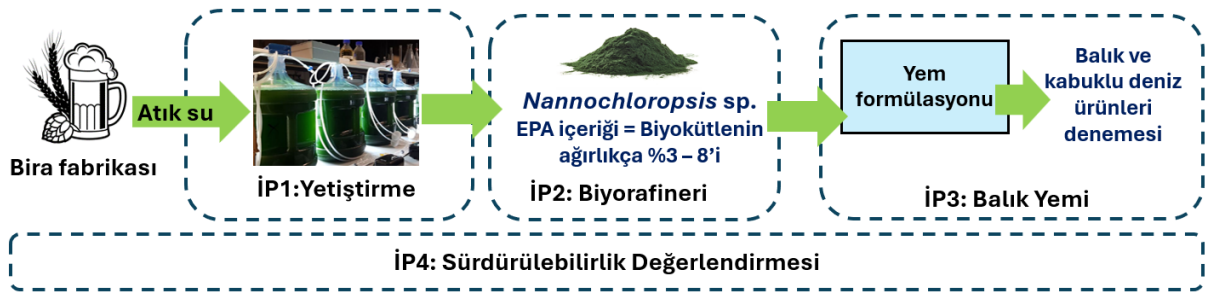 Bira fabrikası
Atık su
İP1:Yetiştirme
Nannochloropsis sp.
EPA içeriği = Biyokütlenin
ağırlıkça %3 – 8’i
İP2: Biyorafineri
Yem
formülasyonu
Balık ve
kabuklu deniz
ürünleri
denemesi
İP3: Balık Yemi
İP4: Sürdürülebilirlik Değerlendirmesi